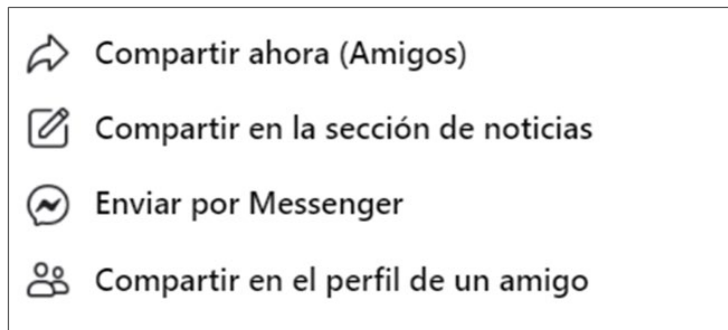 Compartir ahora (Amigos)
Compartir en la sección de noticias
Enviar por Messenger
Compartir en el perfil de un amigo